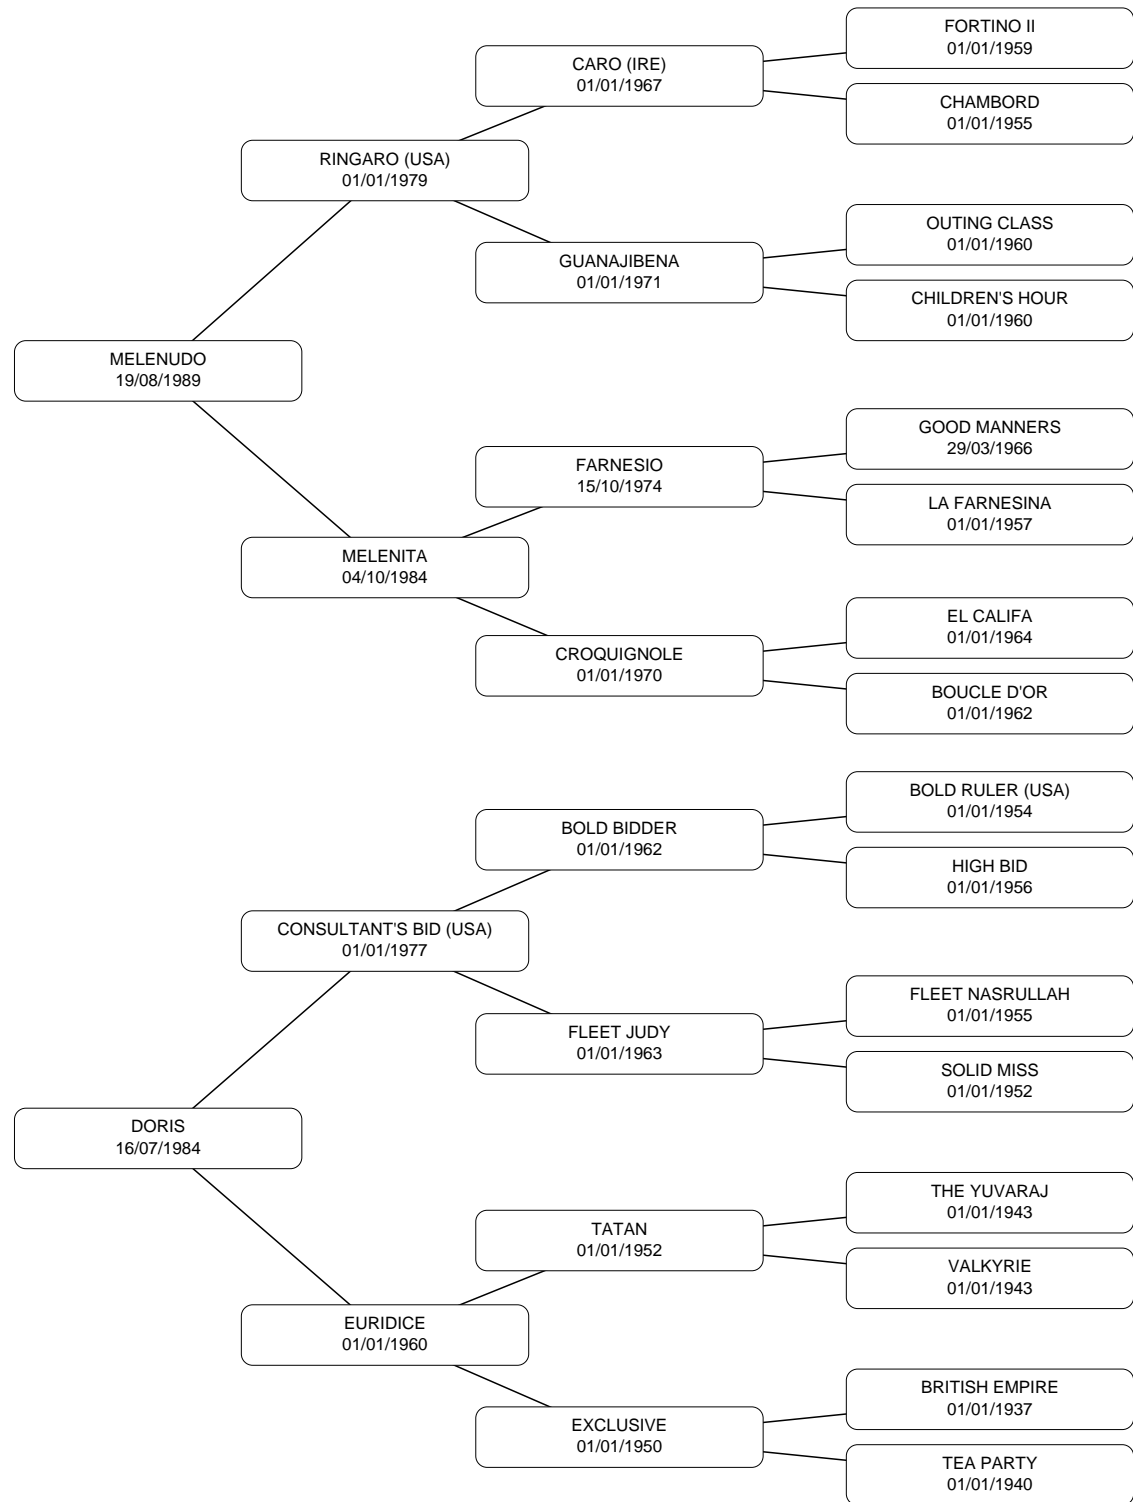 FORTINO II
01/01/1959
CARO (IRE)
01/01/1967
CHAMBORD
01/01/1955
RINGARO (USA)
01/01/1979
OUTING CLASS
01/01/1960
GUANAJIBENA
01/01/1971
CHILDREN'S HOUR
01/01/1960
MELENUDO
19/08/1989
GOOD MANNERS
29/03/1966
FARNESIO
15/10/1974
LA FARNESINA
01/01/1957
MELENITA
04/10/1984
EL CALIFA
01/01/1964
CROQUIGNOLE
01/01/1970
BOUCLE D'OR
01/01/1962
BOLD RULER (USA)
01/01/1954
BOLD BIDDER
01/01/1962
HIGH BID
01/01/1956
CONSULTANT'S BID (USA)
01/01/1977
FLEET NASRULLAH
01/01/1955
FLEET JUDY
01/01/1963
SOLID MISS
01/01/1952
DORIS
16/07/1984
THE YUVARAJ
01/01/1943
TATAN
01/01/1952
VALKYRIE
01/01/1943
EURIDICE
01/01/1960
BRITISH EMPIRE
01/01/1937
EXCLUSIVE
01/01/1950
TEA PARTY
01/01/1940